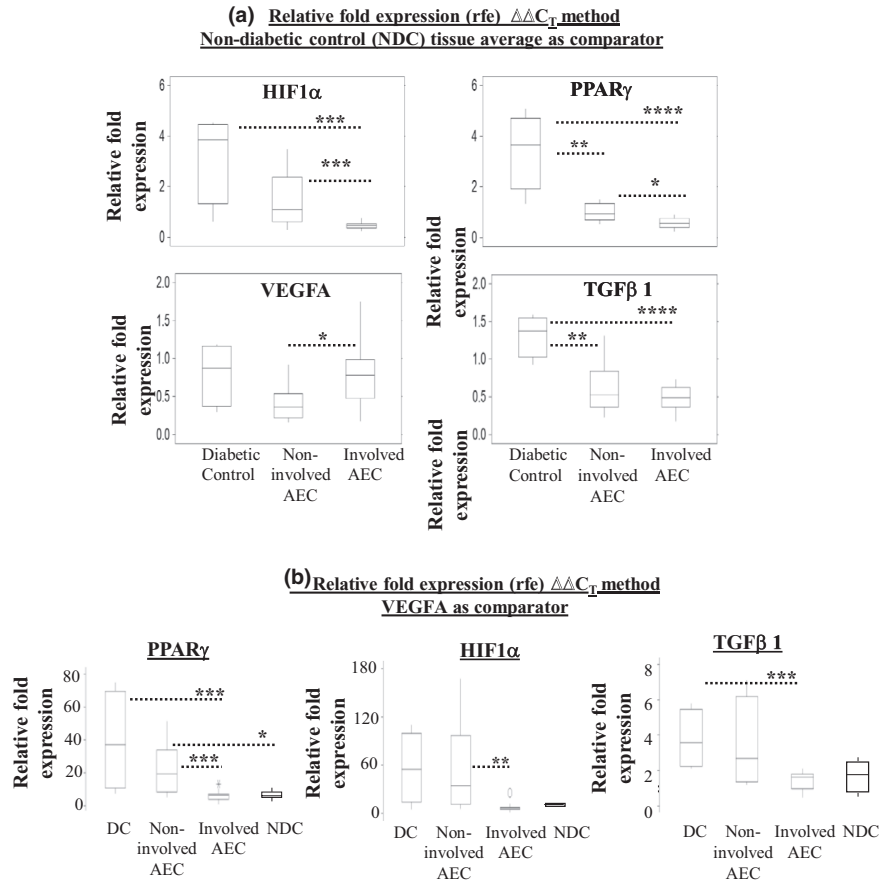 (a) Relative fold expression (rfe) ΔΔC_T method
Non-diabetic control (NDC) tissue average as comparator
HIF1α
Relative fold
expression
6
4
2
0
***
***
PPARγ
Relative fold
expression
6
4
2
0
****
**
*
VEGFA
Relative fold
expression
2.0
1.5
1.0
0.5
0.0
*
Diabetic
Control
Non-
involved
AEC
Involved
AEC
TGFβ 1
Relative fold
expression
2.0
1.5
1.0
0.5
0.0
****
**
Diabetic
Control
Non-
involved
AEC
Involved
AEC
(b) Relative fold expression (rfe) ΔΔC_T method
VEGFA as comparator
PPARγ
Relative fold
expression
80
60
40
20
0
***
*
***
DC
Non-
involved
AEC
Involved
AEC
NDC
HIF1α
Relative fold
expression
180
120
60
0
**
DC
Non-
involved
AEC
Involved
AEC
NDC
TGFβ 1
Relative fold
expression
8
6
4
2
0
***
DC
Non-
involved
AEC
Involved
AEC
NDC